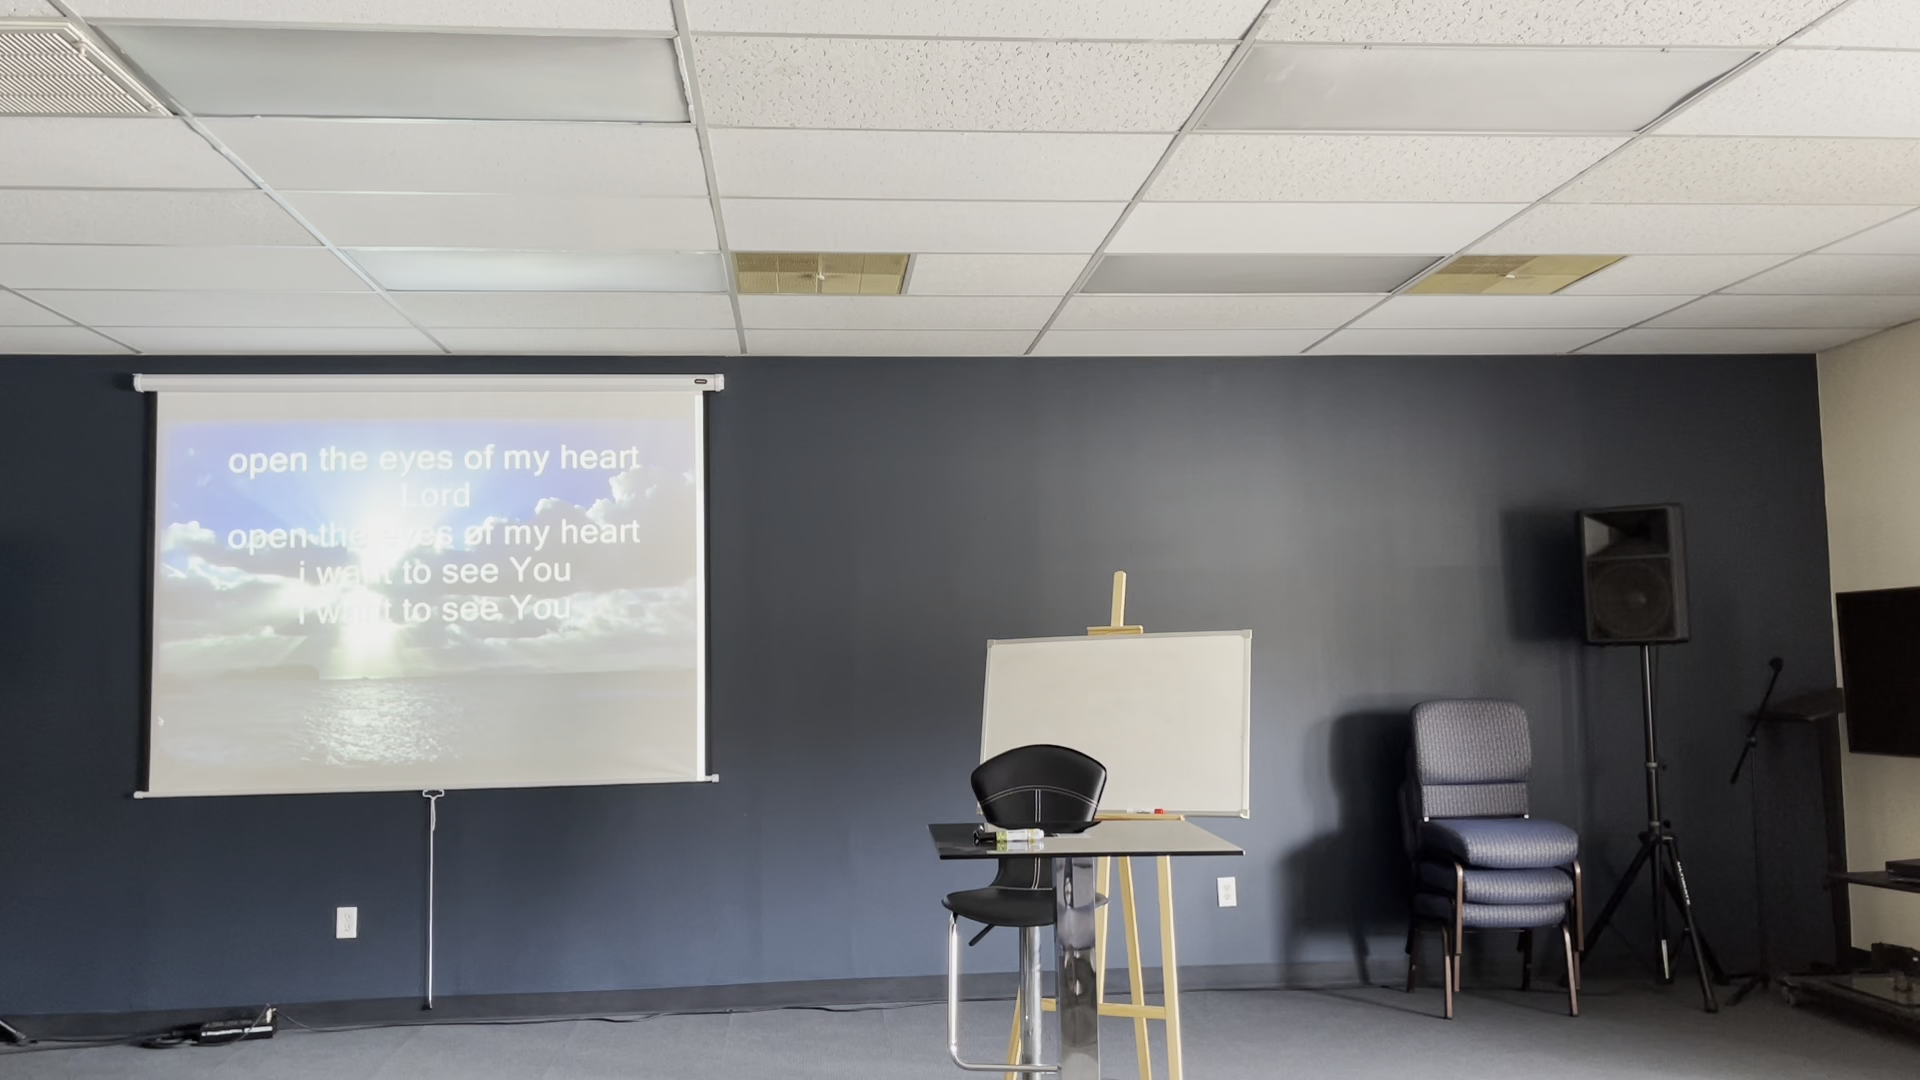 open the eyes of my heart
Lord
open the eyes of my heart
i want to see You
i want to see You